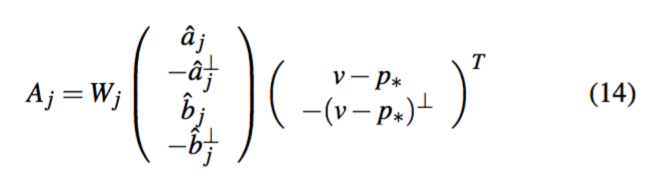 A_j = W_j ( â_j ; −â_j^⊥ ; b̂_j ; −b̂_j^⊥ ) ( v − p_* ; −(v − p_*)^⊥ )^T (14)